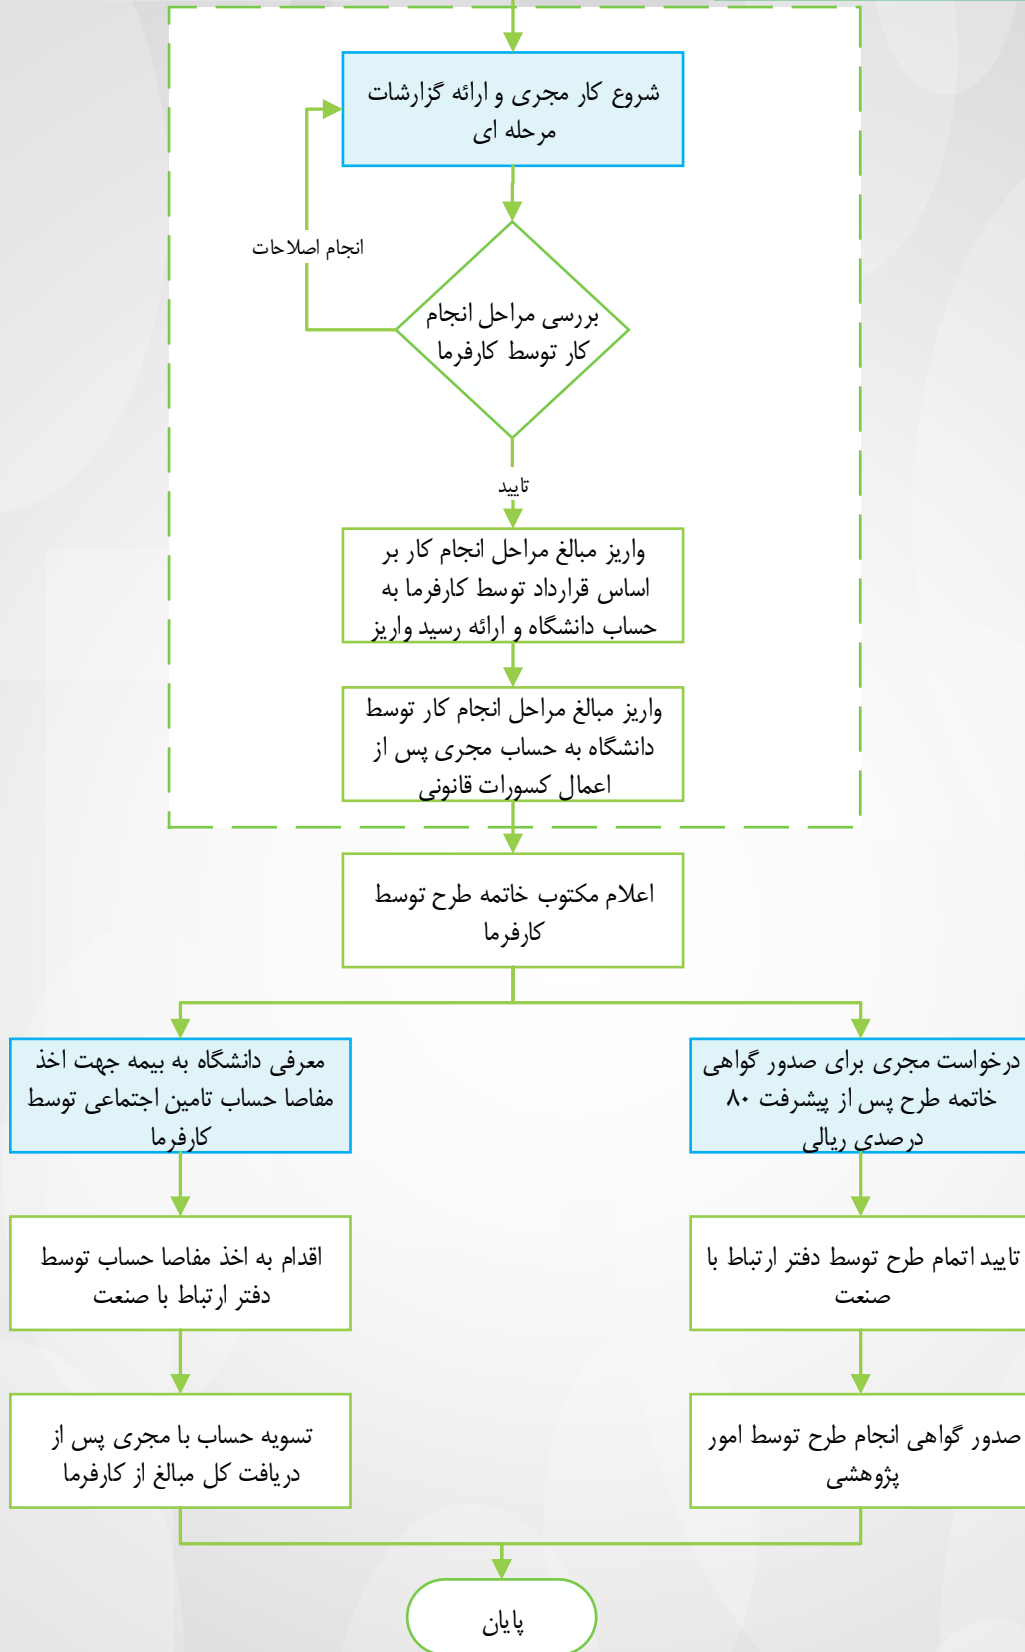 شروع کار مجری و ارائه گزارشات
مرحله ای
انجام اصلاحات
بررسی مراحل انجام
کار توسط کارفرما
تایید
واریز مبالغ مراحل انجام کار بر
اساس قرارداد توسط کارفرما به
حساب دانشگاه و ارائه رسید واریز
واریز مبالغ مراحل انجام کار توسط
دانشگاه به حساب مجری پس از
اعمال کسورات قانونی
اعلام مکتوب خاتمه طرح توسط
کارفرما
درخواست مجری برای صدور گواهی
خاتمه طرح پس از پیشرفت ۸۰
درصدی ریالی
تایید اتمام طرح توسط دفتر ارتباط با
صنعت
صدور گواهی انجام طرح توسط امور
پژوهشی
معرفی دانشگاه به بیمه جهت اخذ
مفاصا حساب تامین اجتماعی توسط
کارفرما
اقدام به اخذ مفاصا حساب توسط
دفتر ارتباط با صنعت
تسویه حساب با مجری پس از
دریافت کل مبالغ از کارفرما
پایان